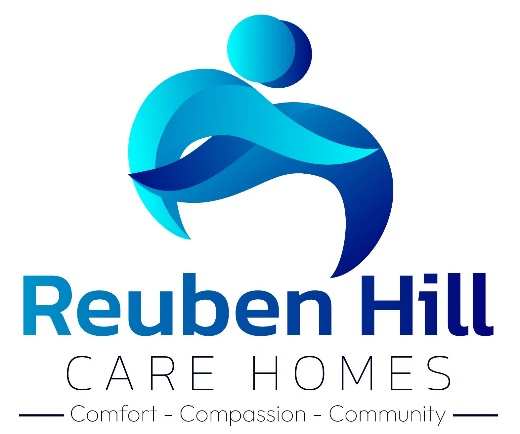 Reuben Hill
CARE HOMES
Comfort - Compassion - Community